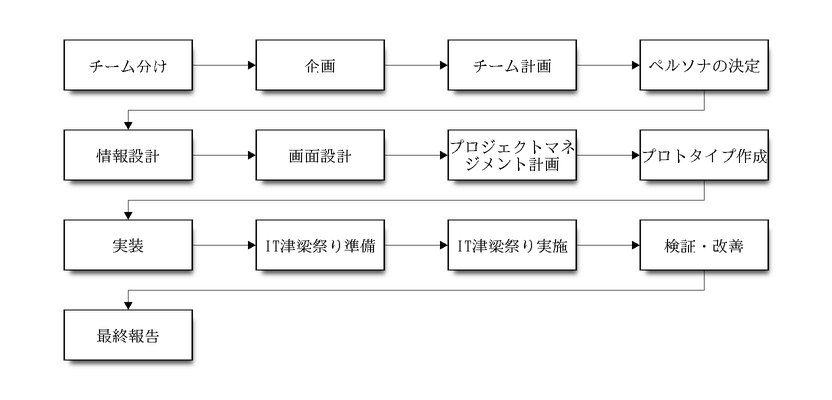 チーム分け
企画
チーム計画
ペルソナの決定
情報設計
画面設計
プロジェクトマネ
ジメント計画
プロトタイプ作成
実装
IT津梁祭り準備
IT津梁祭り実施
検証・改善
最終報告